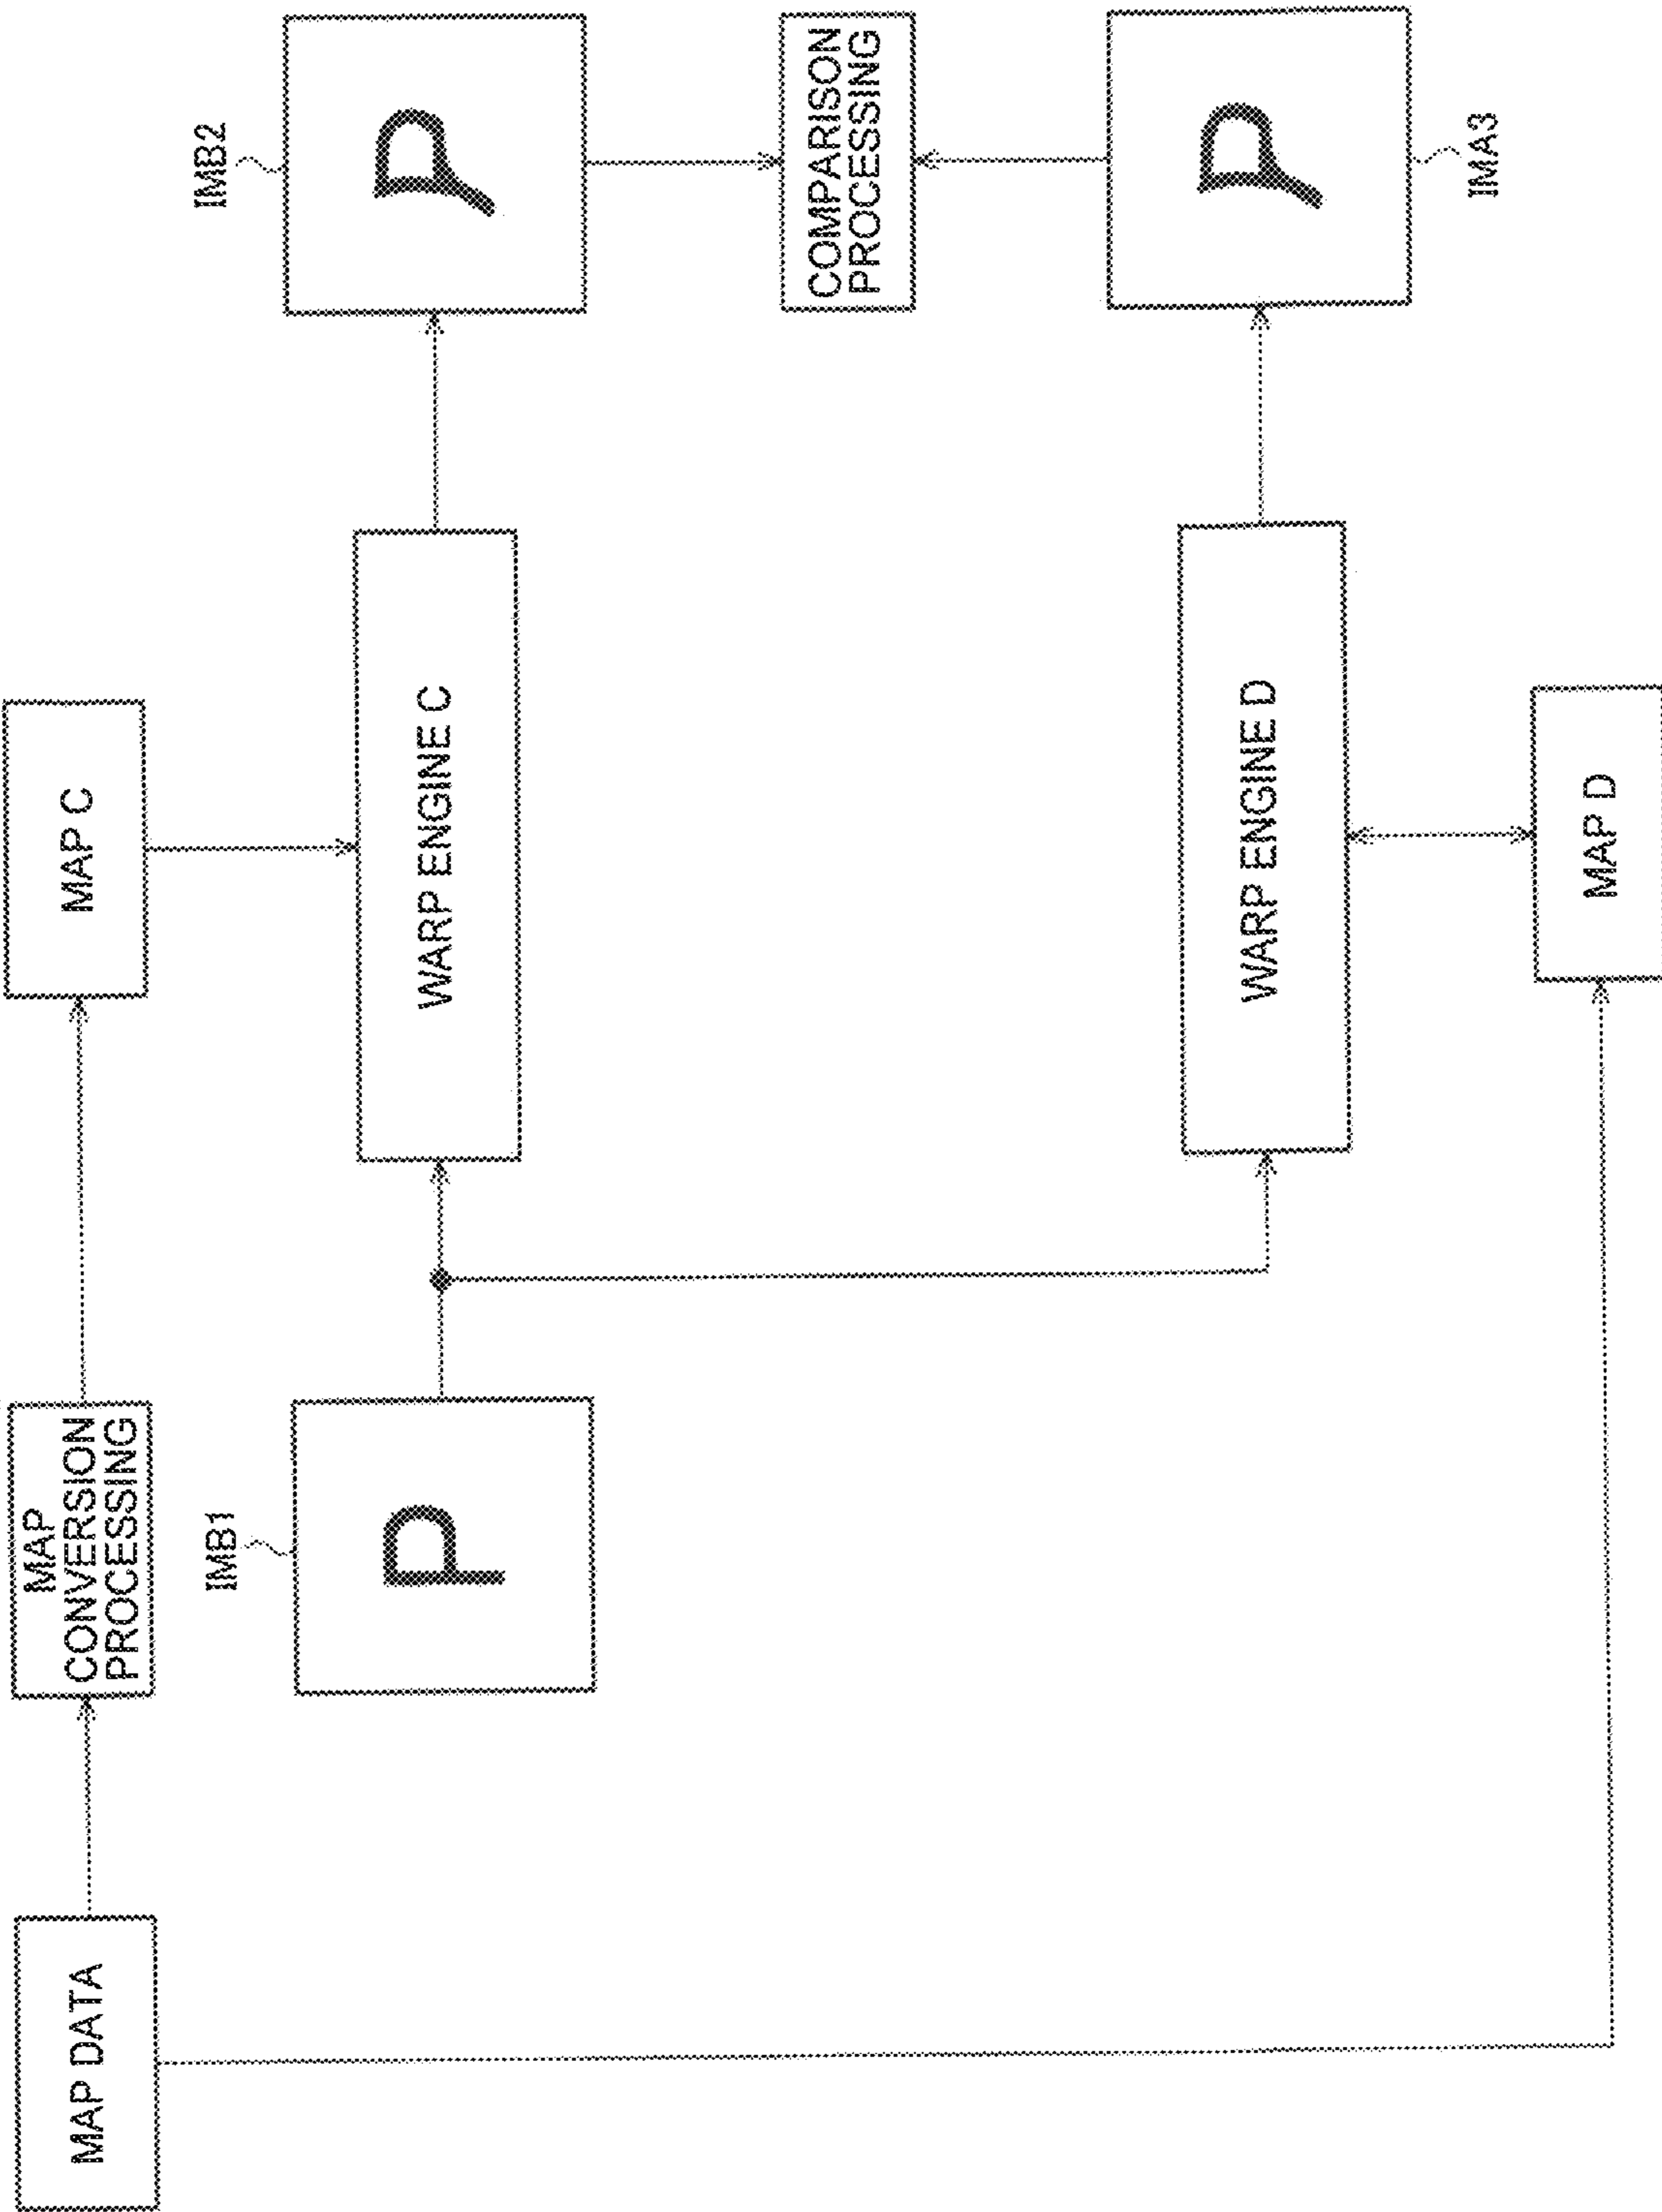 MAP DATA
MAP
CONVERSION
PROCESSING
MAP C
IMB1
P
WARP ENGINE C
IMB2
P
COMPARISON
PROCESSING
WARP ENGINE D
P
IMA3
MAP D